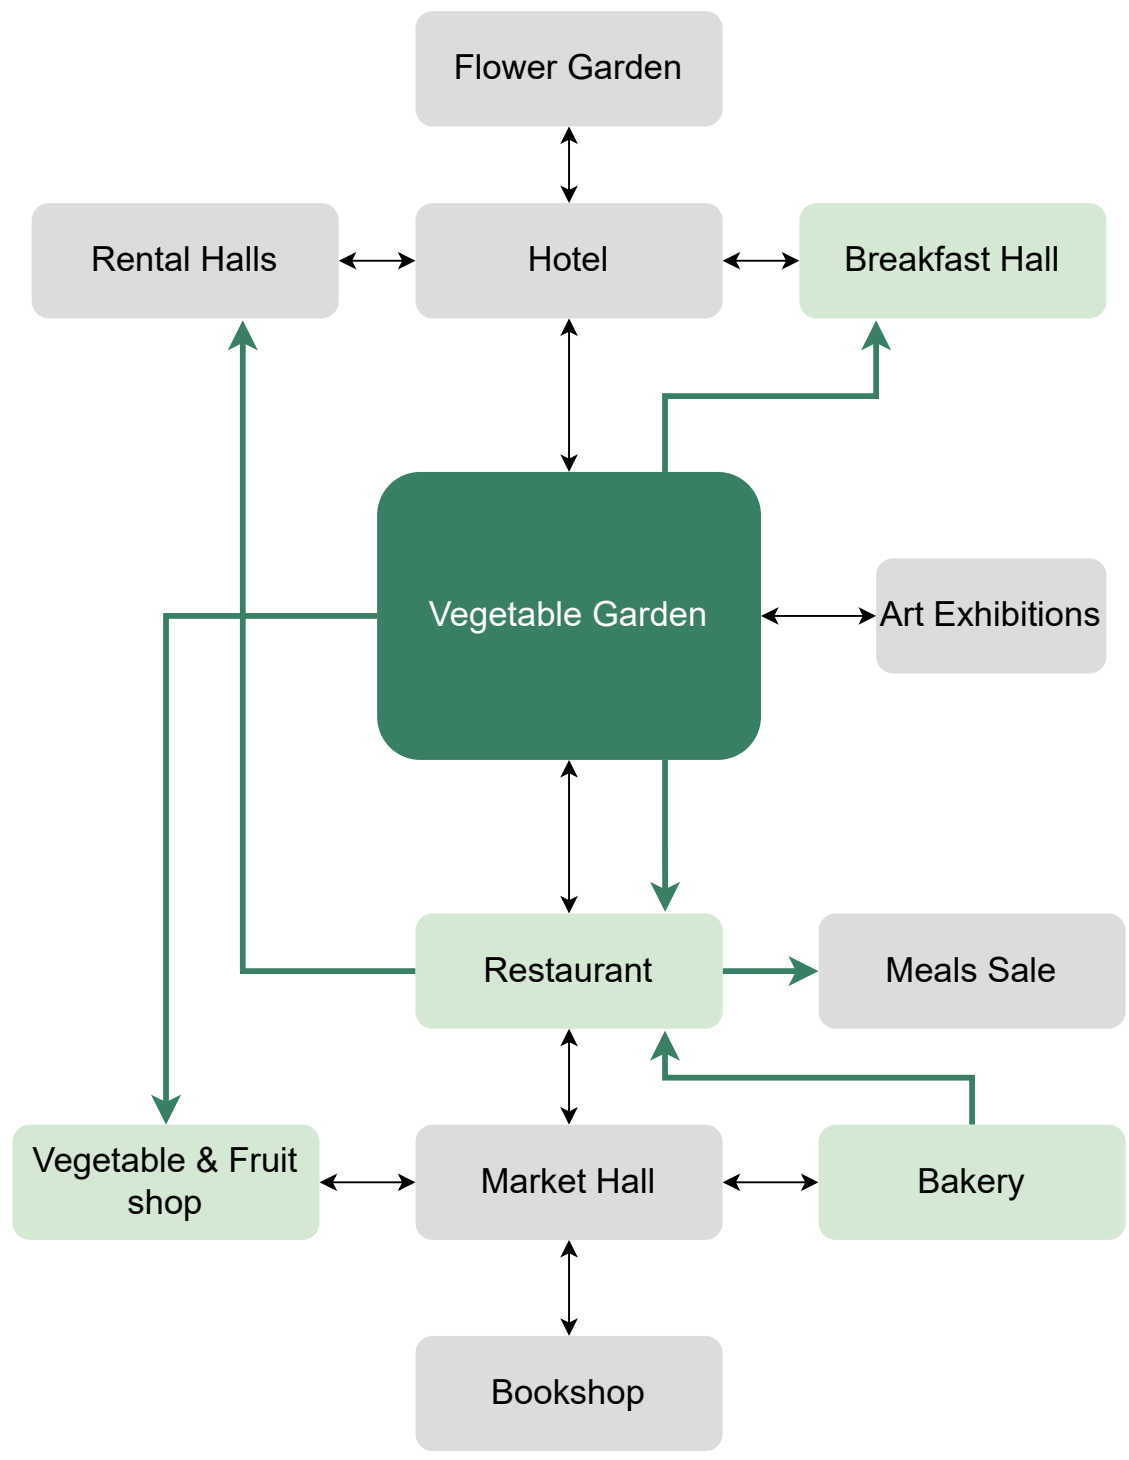 Flower Garden
Rental Halls
Hotel
Breakfast Hall
Vegetable Garden
Art Exhibitions
Restaurant
Meals Sale
Vegetable & Fruit
shop
Market Hall
Bakery
Bookshop